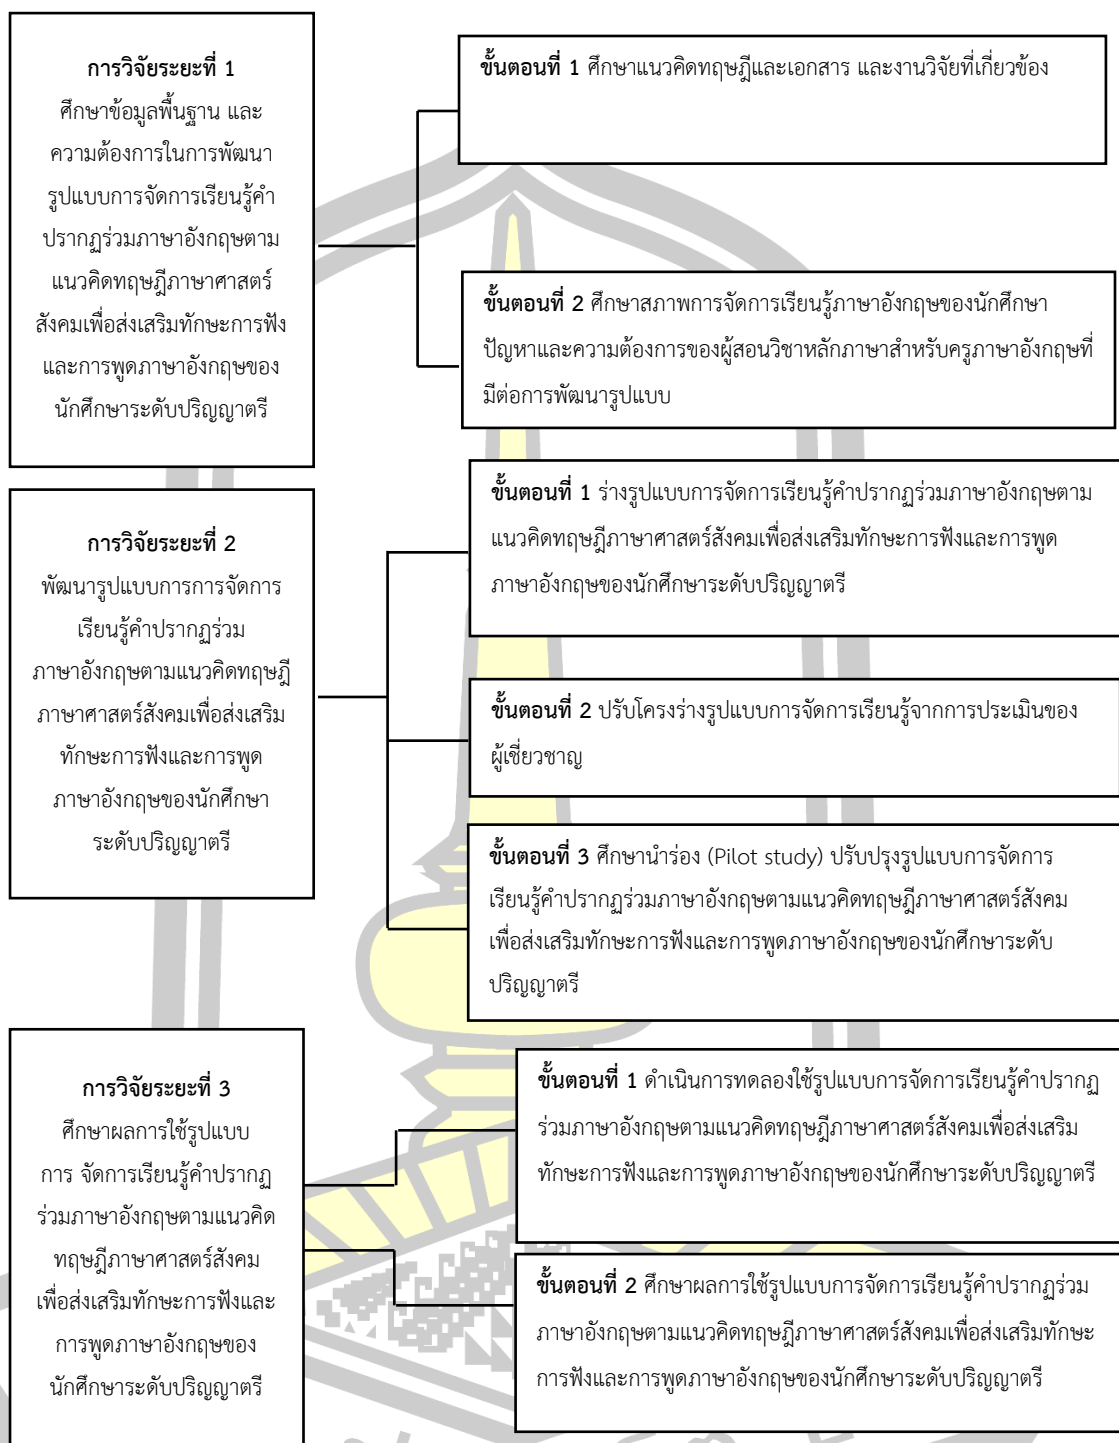 การวิจัยระยะที่ 1
ศึกษาข้อมูลพื้นฐาน และ
ความต้องการในการพัฒนา
รูปแบบการจัดการเรียนรู้คำ
ปรากฏร่วมภาษาอังกฤษตาม
แนวคิดทฤษฎีภาษาศาสตร์
สังคมเพื่อส่งเสริมทักษะการฟัง
และการพูดภาษาอังกฤษของ
นักศึกษาระดับปริญญาตรี
ขั้นตอนที่ 1 ศึกษาแนวคิดทฤษฎีและเอกสาร และงานวิจัยที่เกี่ยวข้อง
ขั้นตอนที่ 2 ศึกษาสภาพการจัดการเรียนรู้ภาษาอังกฤษของนักศึกษา
ปัญหาและความต้องการของผู้สอนวิชาหลักภาษาสำหรับครูภาษาอังกฤษที่
มีต่อการพัฒนารูปแบบ
การวิจัยระยะที่ 2
พัฒนารูปแบบการการจัดการ
เรียนรู้คำปรากฏร่วม
ภาษาอังกฤษตามแนวคิดทฤษฎี
ภาษาศาสตร์สังคมเพื่อส่งเสริม
ทักษะการฟังและการพูด
ภาษาอังกฤษของนักศึกษา
ระดับปริญญาตรี
ขั้นตอนที่ 1 ร่างรูปแบบการจัดการเรียนรู้คำปรากฏร่วมภาษาอังกฤษตาม
แนวคิดทฤษฎีภาษาศาสตร์สังคมเพื่อส่งเสริมทักษะการฟังและการพูด
ภาษาอังกฤษของนักศึกษาระดับปริญญาตรี
ขั้นตอนที่ 2 ปรับโครงร่างรูปแบบการจัดการเรียนรู้จากการประเมินของ
ผู้เชี่ยวชาญ
ขั้นตอนที่ 3 ศึกษานำร่อง (Pilot study) ปรับปรุงรูปแบบการจัดการ
เรียนรู้คำปรากฏร่วมภาษาอังกฤษตามแนวคิดทฤษฎีภาษาศาสตร์สังคม
เพื่อส่งเสริมทักษะการฟังและการพูดภาษาอังกฤษของนักศึกษาระดับ
ปริญญาตรี
การวิจัยระยะที่ 3
ศึกษาผลการใช้รูปแบบ
การ จัดการเรียนรู้คำปรากฏ
ร่วมภาษาอังกฤษตามแนวคิด
ทฤษฎีภาษาศาสตร์สังคม
เพื่อส่งเสริมทักษะการฟังและ
การพูดภาษาอังกฤษของ
นักศึกษาระดับปริญญาตรี
ขั้นตอนที่ 1 ดำเนินการทดลองใช้รูปแบบการจัดการเรียนรู้คำปรากฏ
ร่วมภาษาอังกฤษตามแนวคิดทฤษฎีภาษาศาสตร์สังคมเพื่อส่งเสริม
ทักษะการฟังและการพูดภาษาอังกฤษของนักศึกษาระดับปริญญาตรี
ขั้นตอนที่ 2 ศึกษาผลการใช้รูปแบบการจัดการเรียนรู้คำปรากฏร่วม
ภาษาอังกฤษตามแนวคิดทฤษฎีภาษาศาสตร์สังคมเพื่อส่งเสริมทักษะ
การฟังและการพูดภาษาอังกฤษของนักศึกษาระดับปริญญาตรี